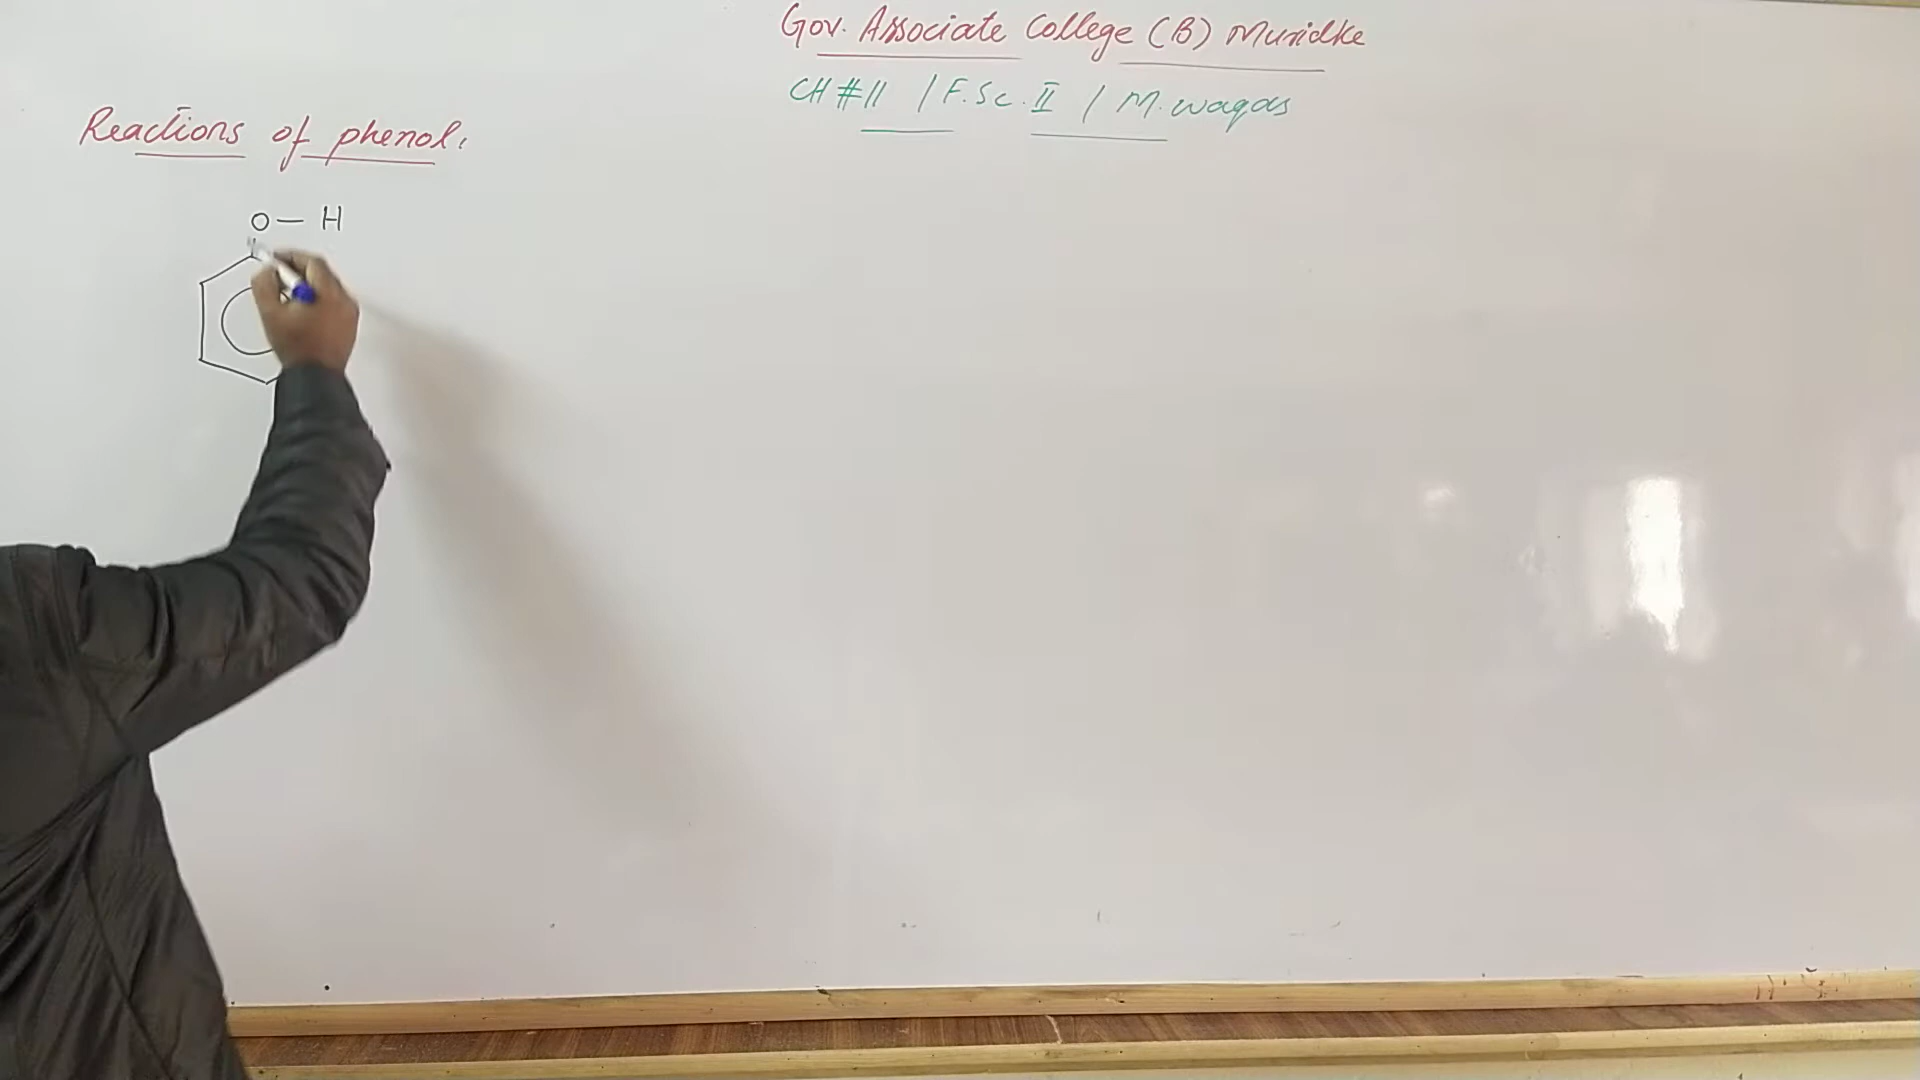 Gov. Associate College (B) Muridke
CH # 11 / F.Sc. II / M. waqas
Reactions of phenol.
O — H